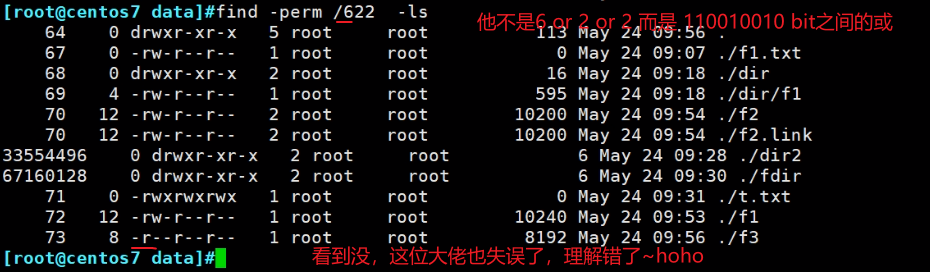 [root@centos7 data]#find -perm /622  -ls
他不是6 or 2 or 2 而是 110010010 bit之间的或
64    0 drwxr-xr-x   5 root     root          113 May 24 09:56 .
67    0 -rw-r--r--   1 root     root            0 May 24 09:07 ./f1.txt
68    0 drwxr-xr-x   2 root     root           16 May 24 09:18 ./dir
69    4 -rw-r--r--   1 root     root          595 May 24 09:18 ./dir/f1
70   12 -rw-r--r--   2 root     root        10200 May 24 09:54 ./f2
70   12 -rw-r--r--   2 root     root        10200 May 24 09:54 ./f2.link
33554496    0 drwxr-xr-x   2 root     root            6 May 24 09:28 ./dir2
67160128    0 drwxr-xr-x   2 root     root            6 May 24 09:30 ./fdir
71    0 -rwxrwxrwx   1 root     root            0 May 24 09:31 ./t.txt
72   12 -rw-r--r--   1 root     root        10240 May 24 09:53 ./f1
73    8 -r--r--r--   1 root     root         8192 May 24 09:56 ./f3
[root@centos7 data]#
看到没，这位大佬也失误了，理解错了~hoho